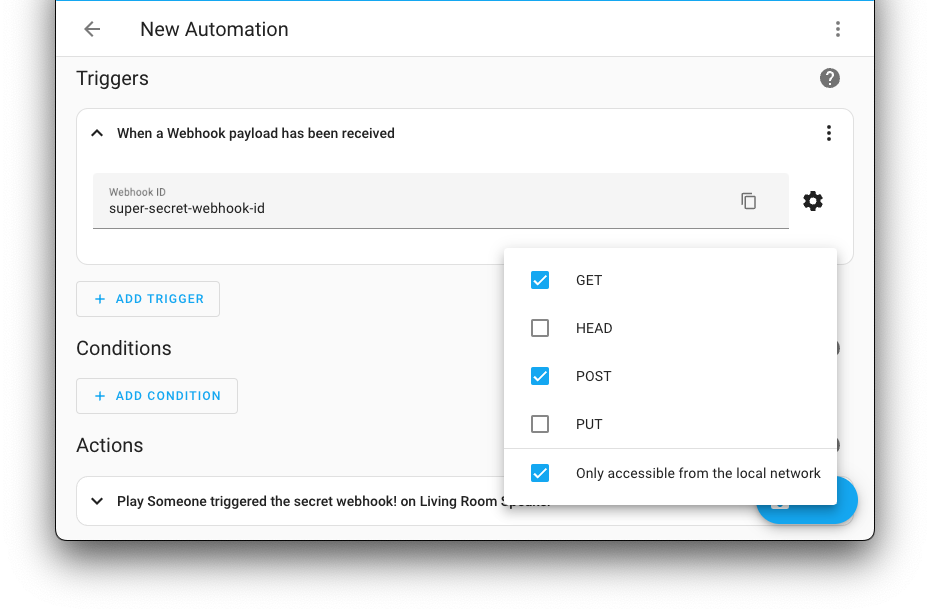 New Automation
Triggers
When a Webhook payload has been received
Webhook ID
super-secret-webhook-id
GET
+ ADD TRIGGER
HEAD
Conditions
POST
+ ADD CONDITION
PUT
Actions
Only accessible from the local network
Play Someone triggered the secret webhook! on Living Room Speaker